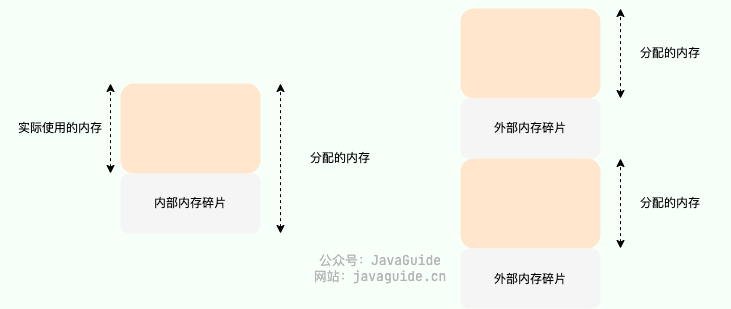 实际使用的内存
内部内存碎片
分配的内存
分配的内存
外部内存碎片
分配的内存
外部内存碎片
公众号：JavaGuide
网站：javaguide.cn